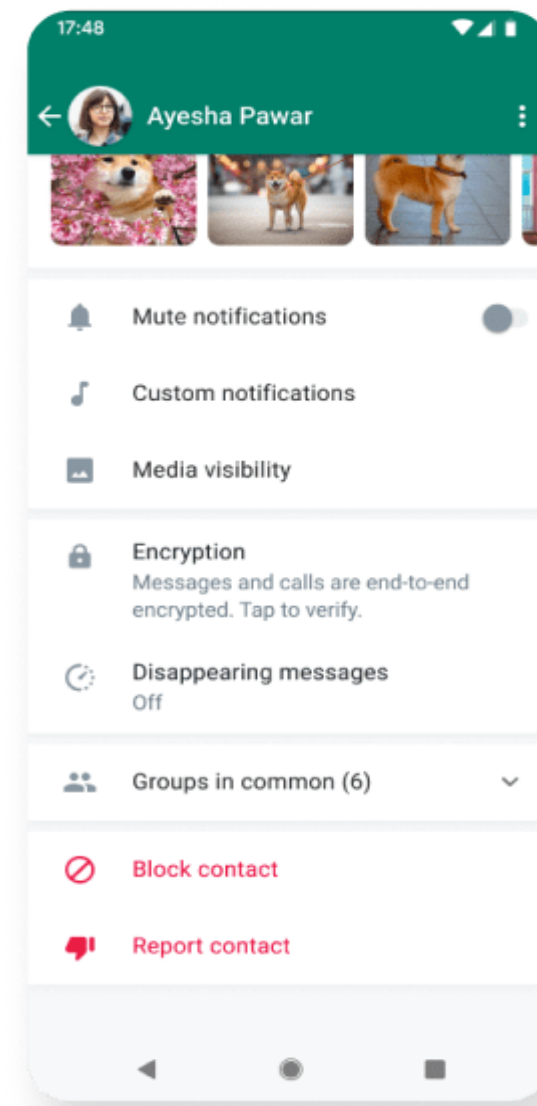 17:48
Ayesha Pawar
Mute notifications
Custom notifications
Media visibility
Encryption
Messages and calls are end-to-end
encrypted. Tap to verify.
Disappearing messages
Off
Groups in common (6)
Block contact
Report contact